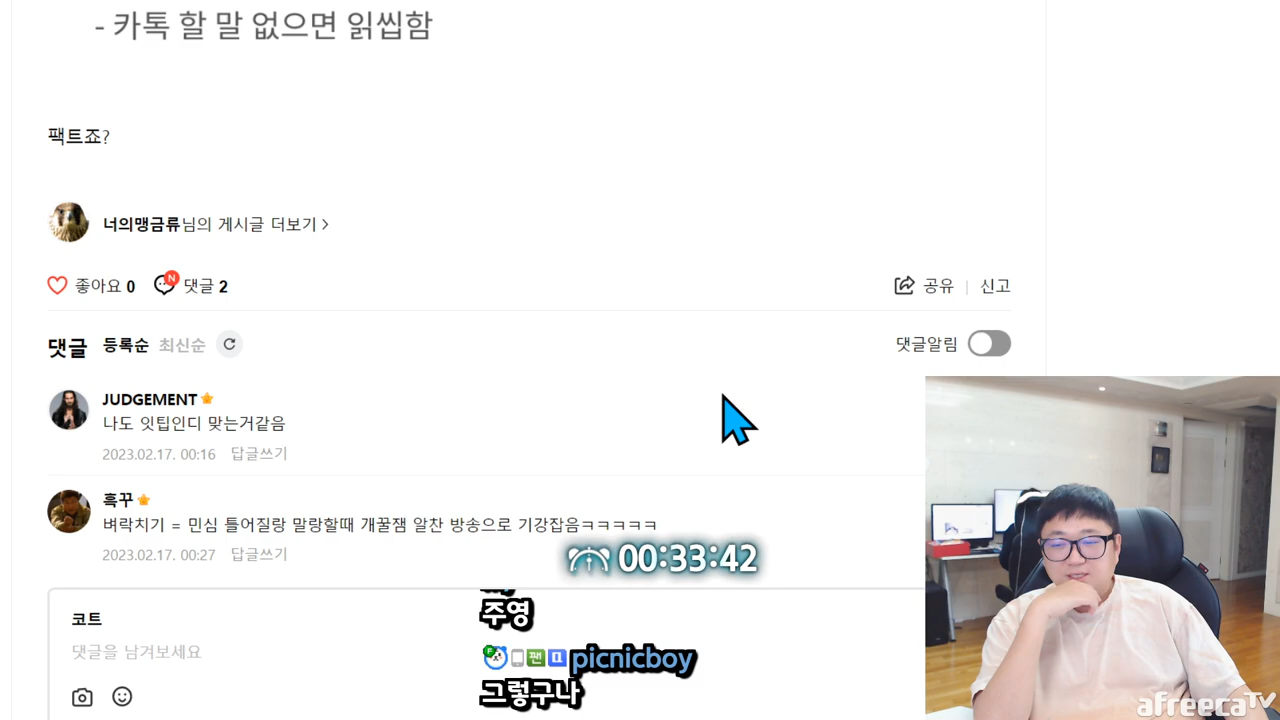 - 카톡 할 말 없으면 읽씹함
팩트죠?
너의맹금류님의 게시글 더보기 >
좋아요 0 N 댓글 2
공유 | 신고
댓글 등록순 최신순
댓글알림
JUDGEMENT
나도 잇팁인디 맞는거같음
2023.02.17. 00:16 답글쓰기
흑꾸
벼락치기 = 민심 틀어질랑 말랑할때 개꿀잼 알찬 방송으로 기강잡음ㅋㅋㅋㅋㅋ
2023.02.17. 00:27 답글쓰기
00:33:42
코트
댓글을 남겨보세요
주영
F 팬 picnicboy
그렇구나
afreecaTV